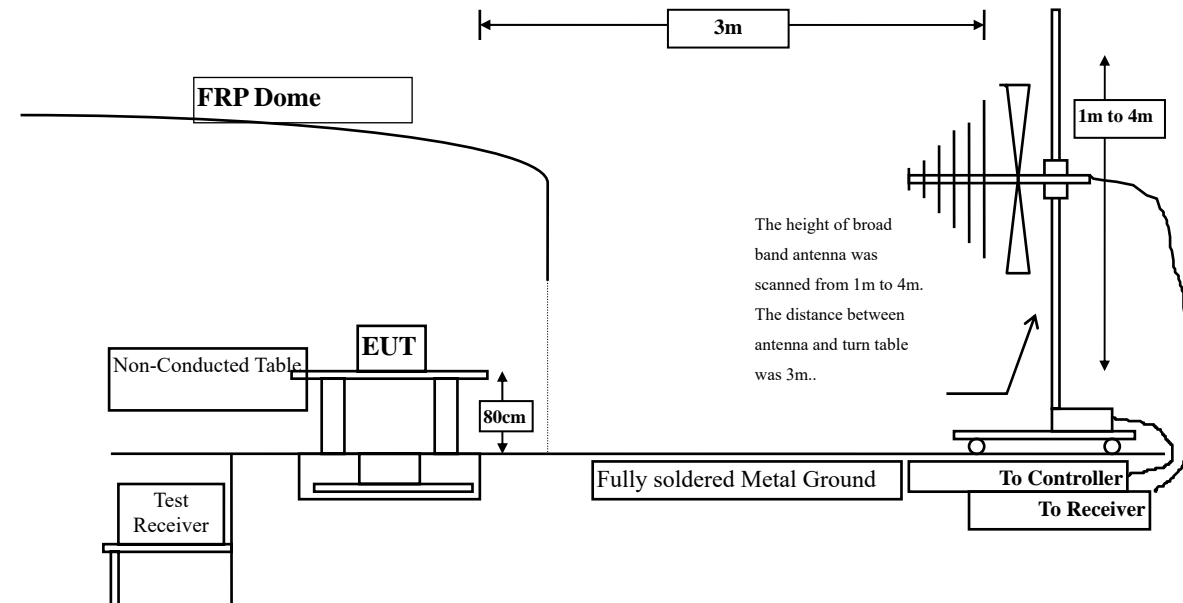 3m
FRP Dome
1m to 4m
The height of broad
band antenna was
scanned from 1m to 4m.
The distance between
antenna and turn table
was 3m..
EUT
Non-Conducted Table
80cm
Fully soldered Metal Ground
To Controller
Test
Receiver
To Receiver